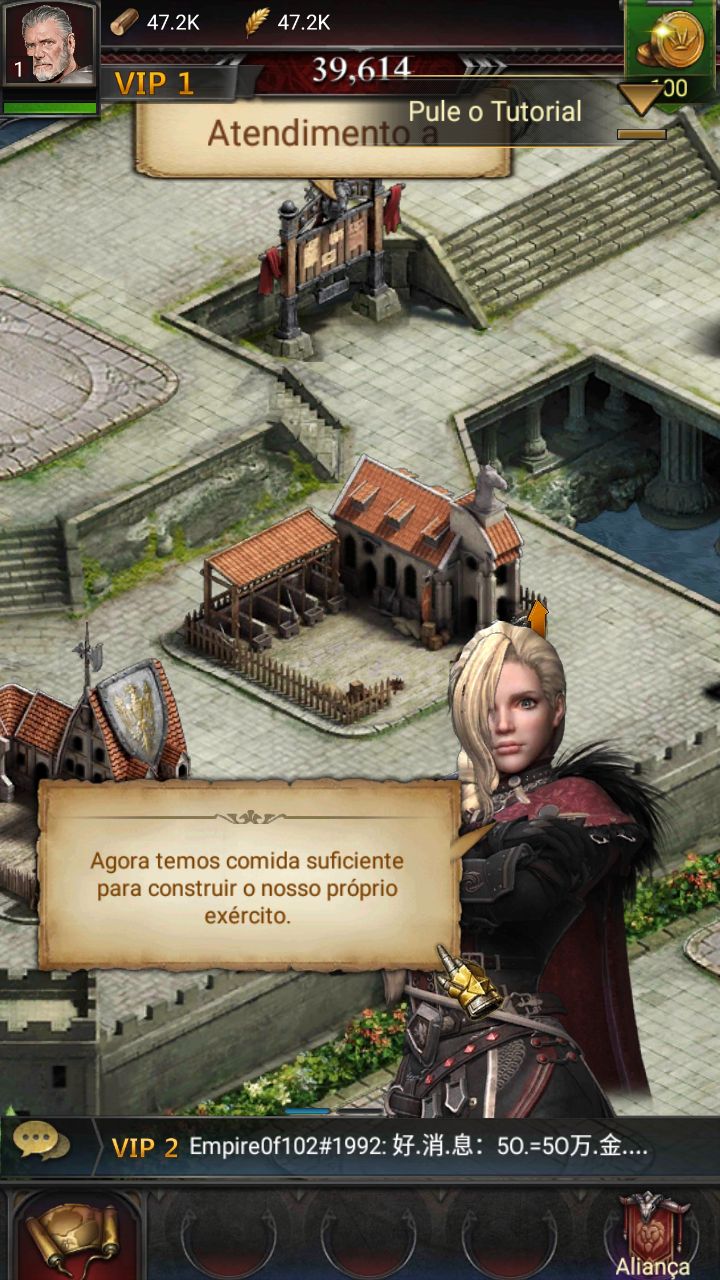 47.2K
47.2K
1
VIP 1
39,614
Pule o Tutorial
Atendimento a
Agora temos comida suficiente
para construir o nosso próprio
exército.
VIP 2 Empire0f102#1992: 好.消.息：50.=50万.金....
Aliança